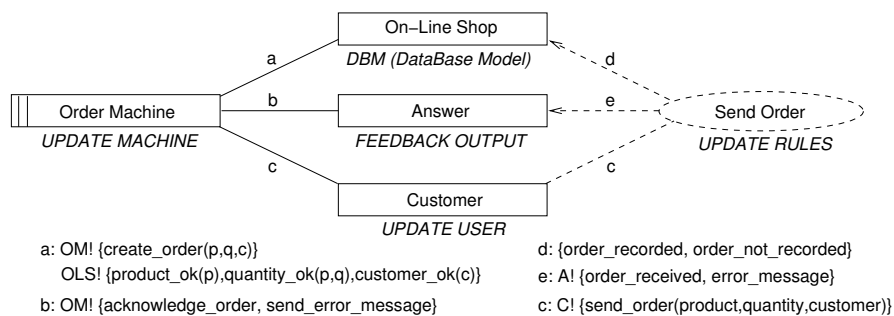 On−Line Shop
DBM (DataBase Model)
a
d
Order Machine
b
Answer
e
Send Order
UPDATE MACHINE
FEEDBACK OUTPUT
UPDATE RULES
c
c
Customer
UPDATE USER
a: OM! {create_order(p,q,c)}
OLS! {product_ok(p),quantity_ok(p,q),customer_ok(c)}
b: OM! {acknowledge_order, send_error_message}
d: {order_recorded, order_not_recorded}
e: A! {order_received, error_message}
c: C! {send_order(product,quantity,customer)}